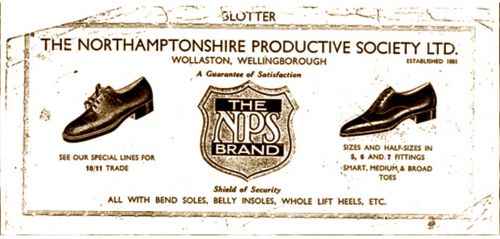 BLOTTER
THE NORTHAMPTONSHIRE PRODUCTIVE SOCIETY LTD.
WOLLASTON, WELLINGBOROUGH
ESTABLISHED 1881
A Guarantee of Satisfaction
THE
NPS
BRAND
SEE OUR SPECIAL LINES FOR
10/11 TRADE
SIZES AND HALF-SIZES IN
5, 6 AND 7 FITTINGS
SMART, MEDIUM, & BROAD
TOES
Shield of Security
ALL WITH BEND SOLES, BELLY INSOLES, WHOLE LIFT HEELS, ETC.